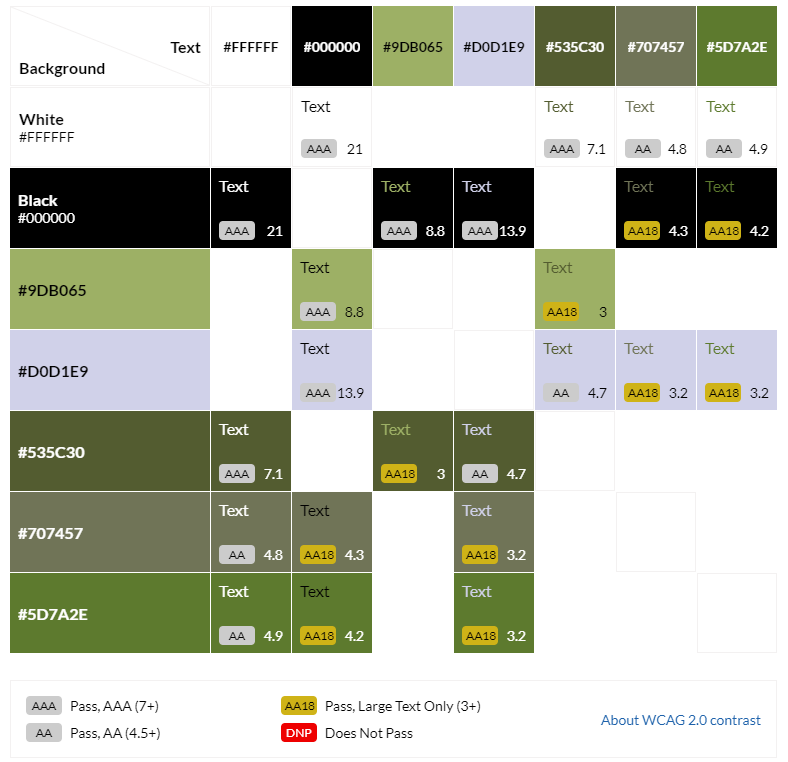 Text #FFFFFF #000000 #9DB065 #D0D1E9 #535C30 #707457 #5D7A2E
Background
White Text Text Text Text
#FFFFFF
AAA 21 AAA 7.1 AA 4.8 AA 4.9
Black Text Text Text Text Text
#000000
AAA 21 AAA 8.8 AAA 13.9 AA18 4.3 AA18 4.2
Text Text
#9DB065
AAA 8.8 AA18 3
Text Text Text Text
#D0D1E9
AAA 13.9 AA 4.7 AA18 3.2 AA18 3.2
Text Text Text
#535C30
AAA 7.1 AA18 3 AA 4.7
Text Text Text
#707457
AA 4.8 AA18 4.3 AA18 3.2
Text Text Text
#5D7A2E
AA 4.9 AA18 4.2 AA18 3.2
AAA Pass, AAA (7+) AA18 Pass, Large Text Only (3+)
About WCAG 2.0 contrast
AA Pass, AA (4.5+) DNP Does Not Pass